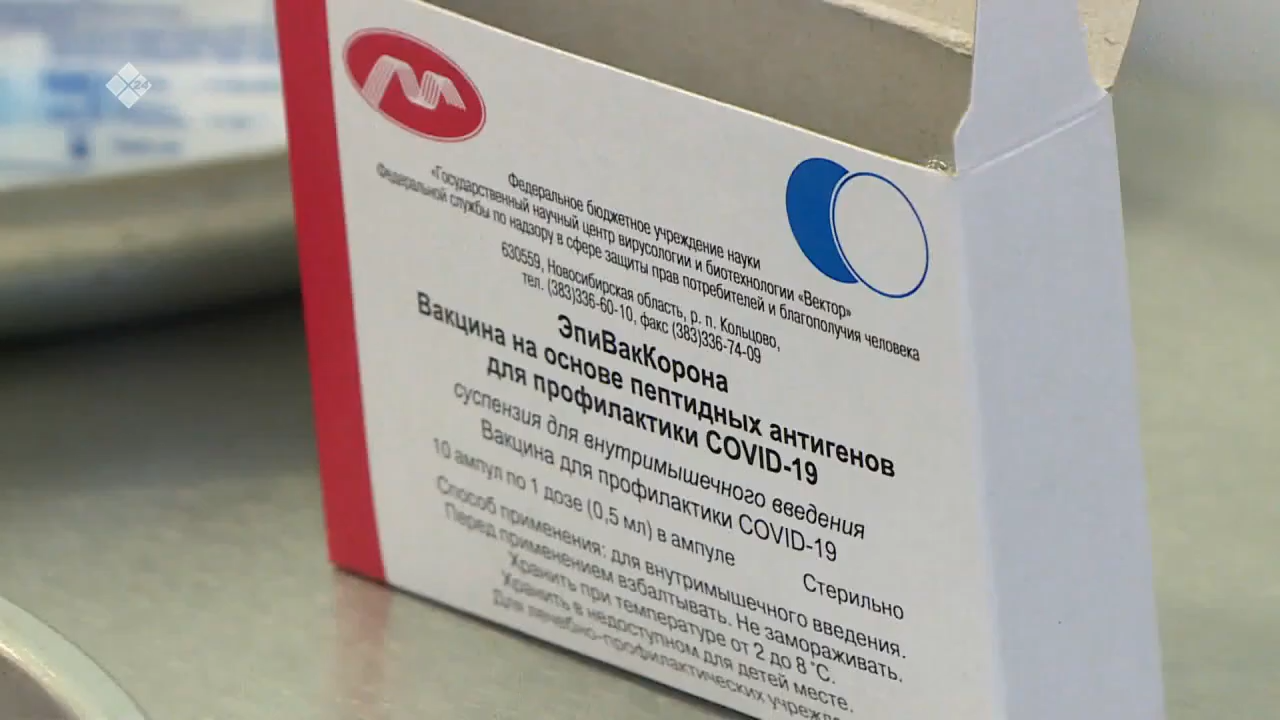 x24
Федеральное бюджетное учреждение науки
«Государственный научный центр вирусологии и биотехнологии «Вектор»
Федеральной службы по надзору в сфере защиты прав потребителей и благополучия человека
630559, Новосибирская область, р. п. Кольцово,
тел. (383)336-60-10, факс (383)336-74-09
ЭпиВакКорона
Вакцина на основе пептидных антигенов
для профилактики COVID-19
суспензия для внутримышечного введения
Вакцина для профилактики COVID-19
10 ампул по 1 дозе (0,5 мл) в ампуле
Стерильно
Способ применения: для внутримышечного введения.
Перед применением взбалтывать. Не замораживать.
Хранить при температуре от 2 до 8 °С.
Хранить в недоступном для детей месте.
Для лечебно-профилактических